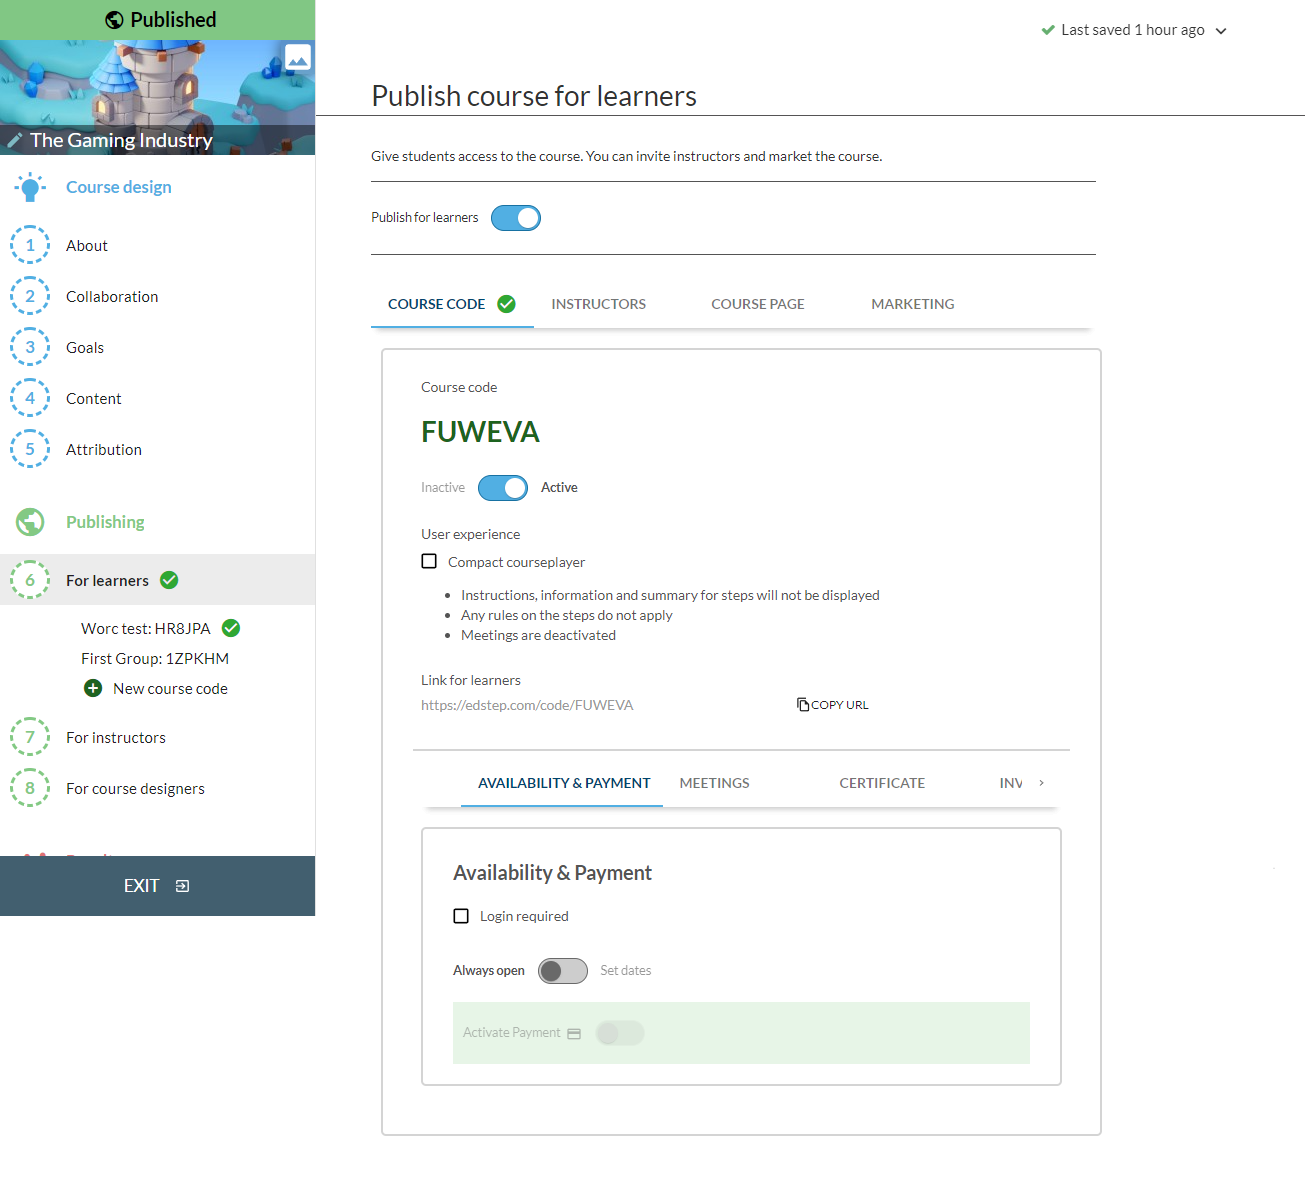 Published
The Gaming Industry
Course design
1 About
2 Collaboration
3 Goals
4 Content
5 Attribution
Publishing
6 For learners
Worc test: HR8JPA
First Group: 1ZPKHM
New course code
7 For instructors
8 For course designers
EXIT
Last saved 1 hour ago
Publish course for learners
Give students access to the course. You can invite instructors and market the course.
Publish for learners
COURSE CODE INSTRUCTORS COURSE PAGE MARKETING
Course code
FUWEVA
Inactive Active
User experience
Compact courseplayer
• Instructions, information and summary for steps will not be displayed
• Any rules on the steps do not apply
• Meetings are deactivated
Link for learners
https://edstep.com/code/FUWEVA COPY URL
AVAILABILITY & PAYMENT MEETINGS CERTIFICATE INV
Availability & Payment
Login required
Always open Set dates
Activate Payment